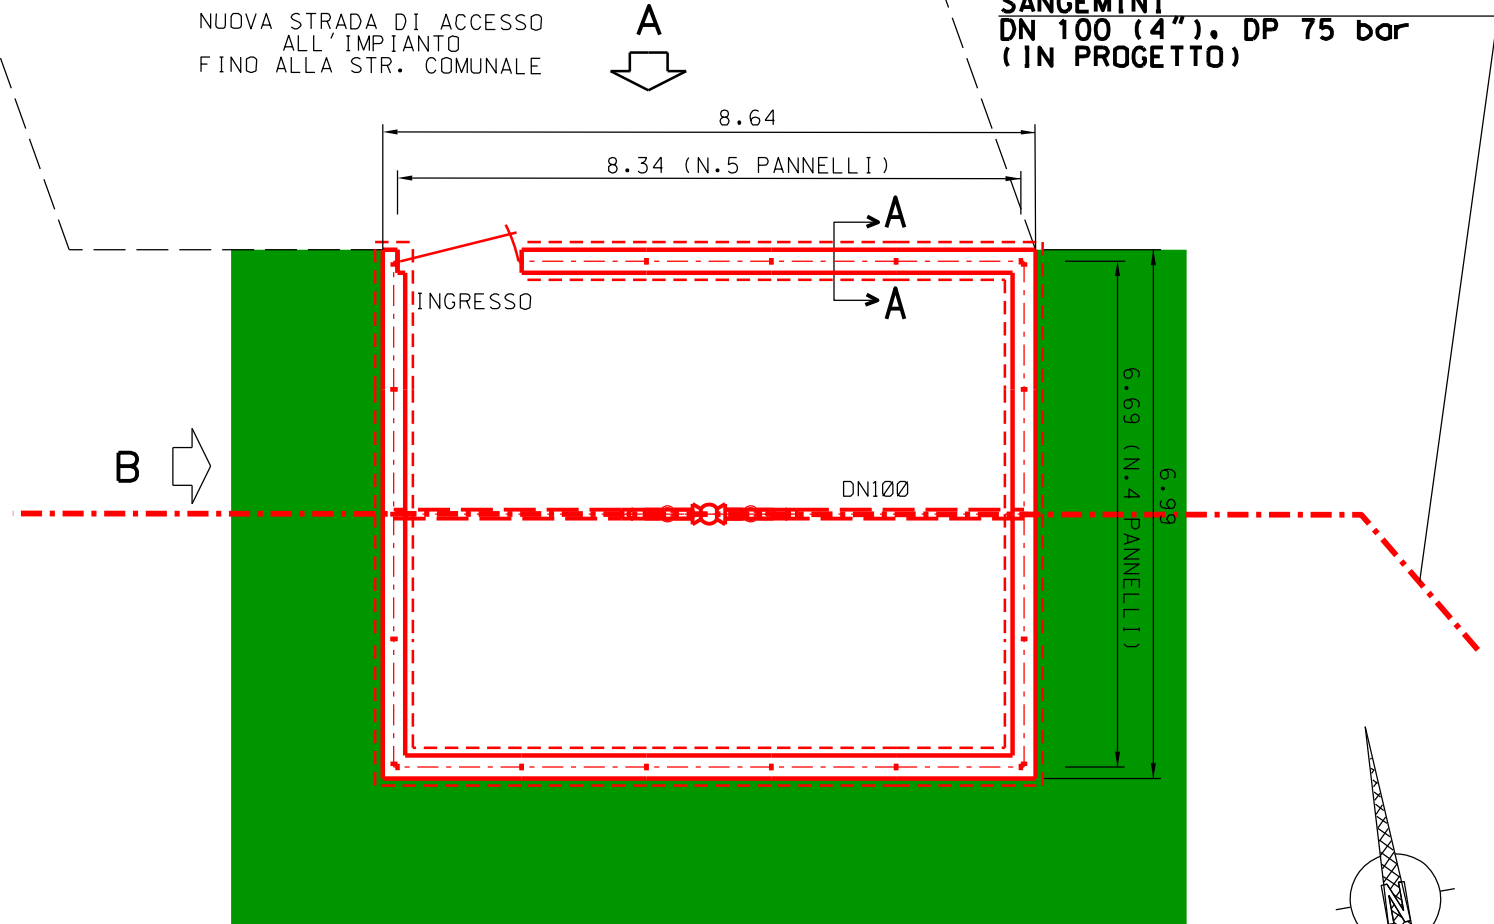 NUOVA STRADA DI ACCESSO
ALL'IMPIANTO
FINO ALLA STR. COMUNALE
A
SANGEMINI
DN 100 (4"), DP 75 bar
(IN PROGETTO)
8.64
8.34 (N.5 PANNELLI)
A
A
INGRESSO
B
DN100
6.69 (N.4 PANNELLI)
6.99
N